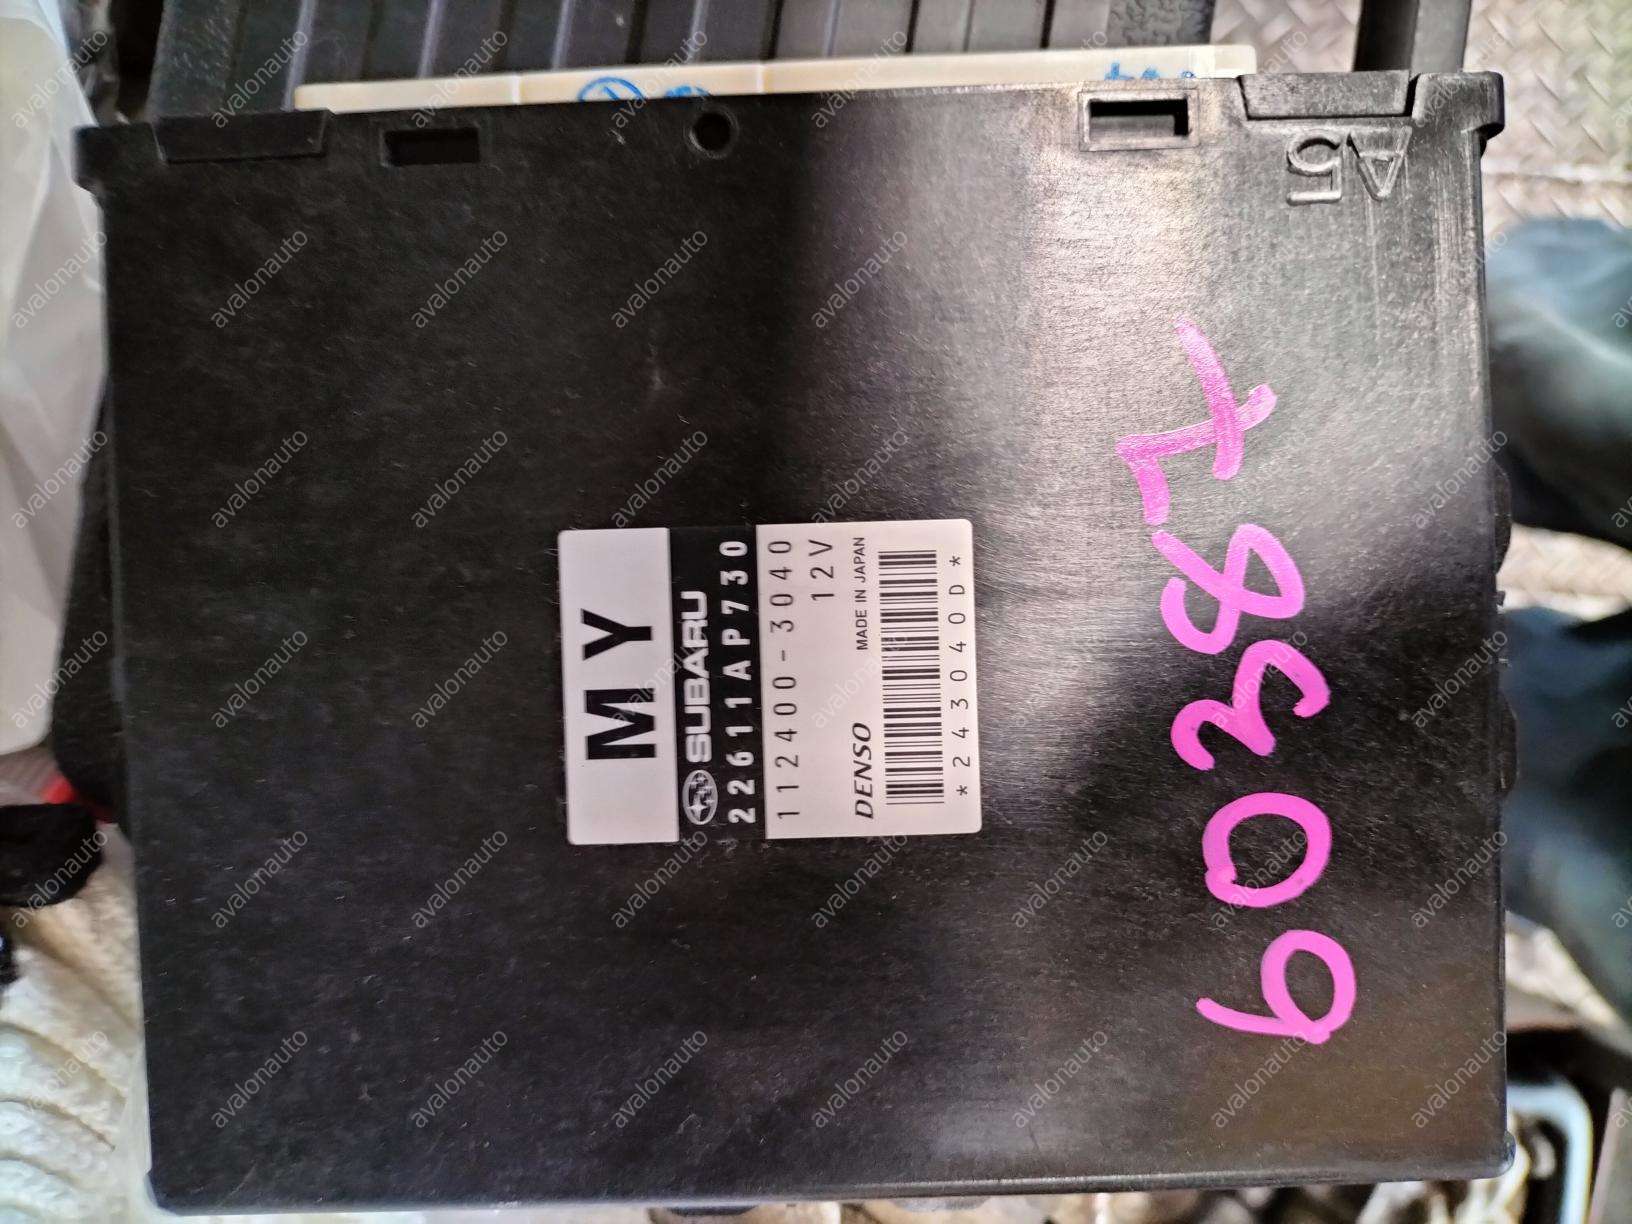 A5
MY
SUBARU
22611AP730
112400-3040
12V
DENSO MADE IN JAPAN
*243040D*
60387
avalonauto